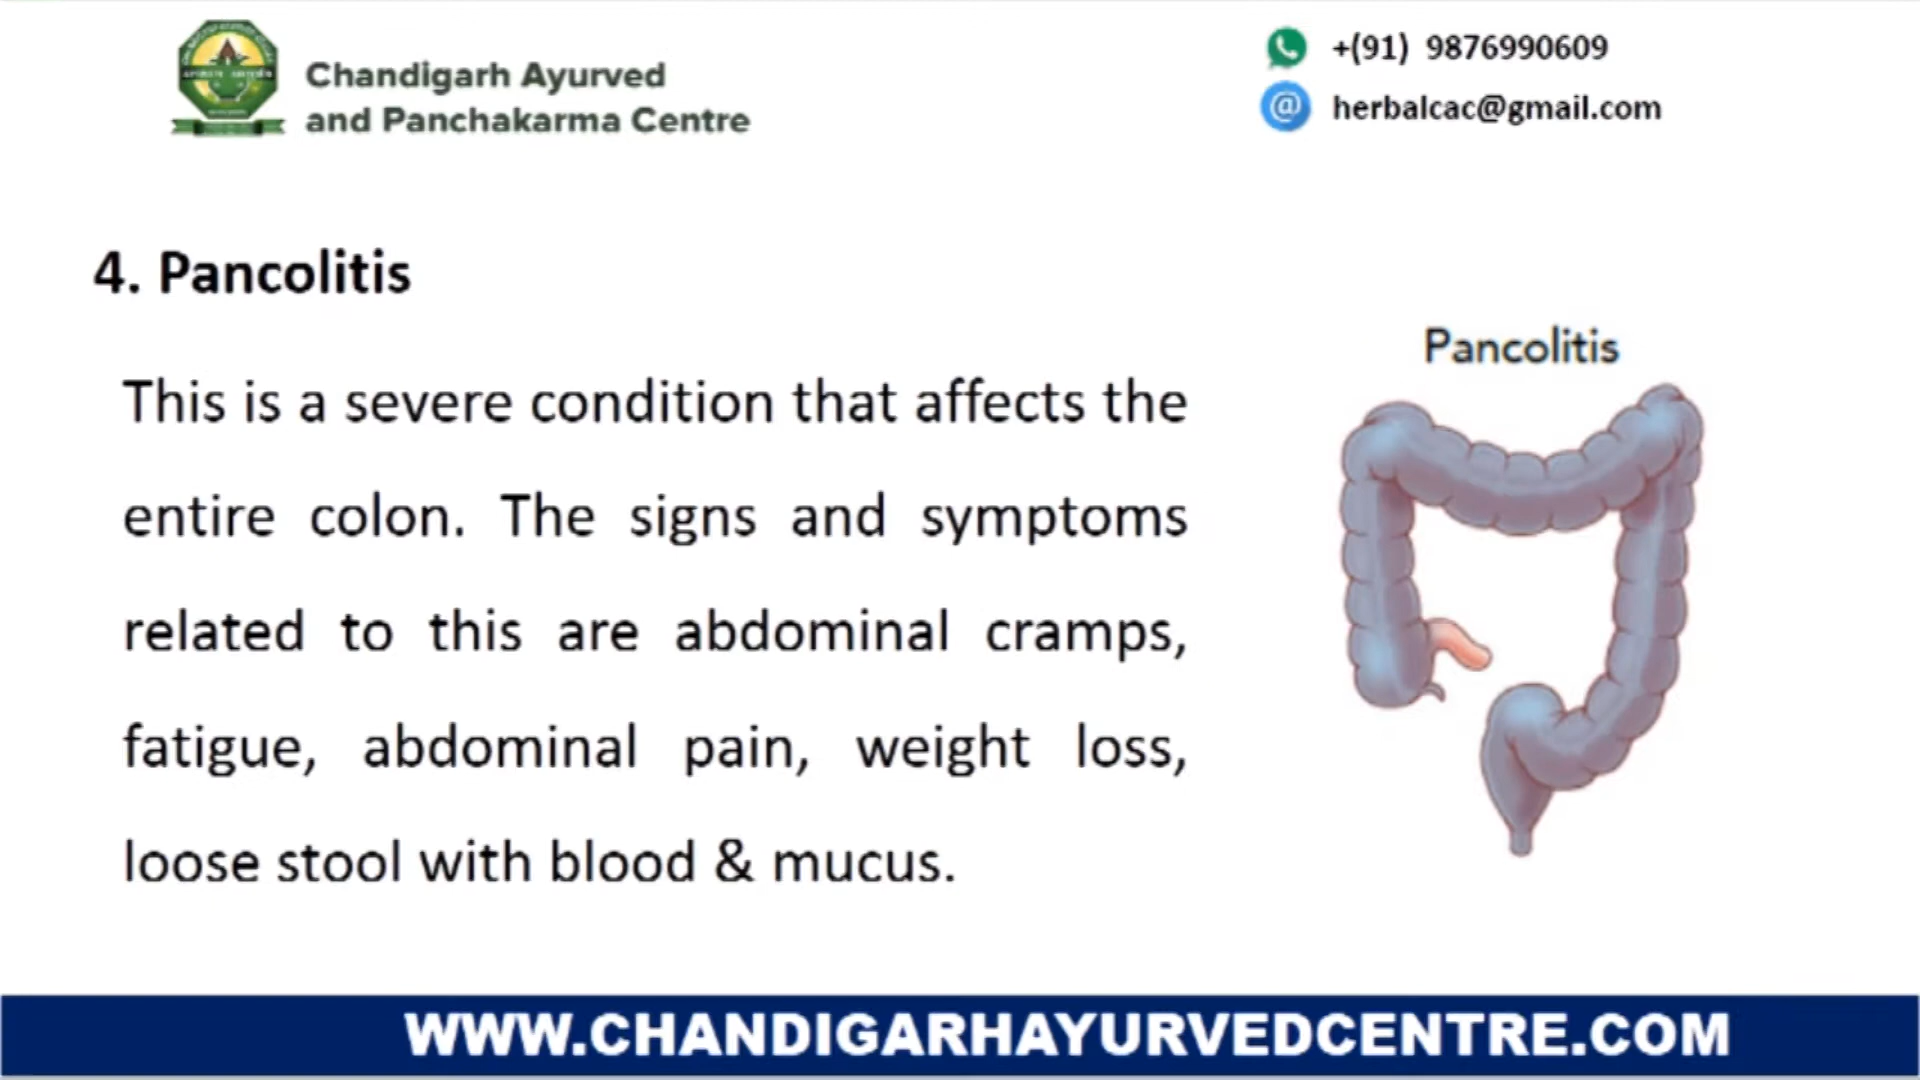 Chandigarh Ayurved
and Panchakarma Centre
+(91) 9876990609
herbalcac@gmail.com
4. Pancolitis
This is a severe condition that affects the
entire colon. The signs and symptoms
related to this are abdominal cramps,
fatigue, abdominal pain, weight loss,
loose stool with blood & mucus.
Pancolitis
WWW.CHANDIGARHAYURVEDCENTRE.COM